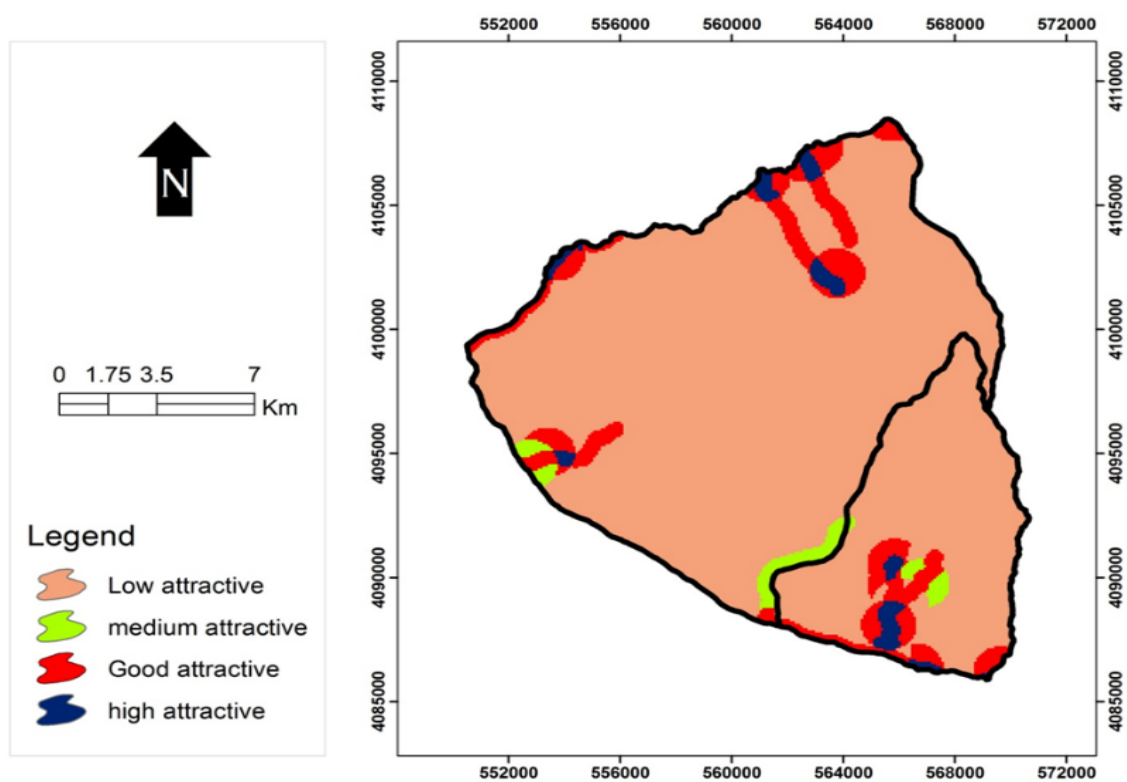 552000 556000 560000 564000 568000 572000
N
0 1.75 3.5 7
Km
Legend
Low attractive
medium attractive
Good attractive
high attractive
4110000
4105000
4100000
4095000
4090000
4085000
4110000
4105000
4100000
4095000
4090000
4085000
552000 556000 560000 564000 568000 572000